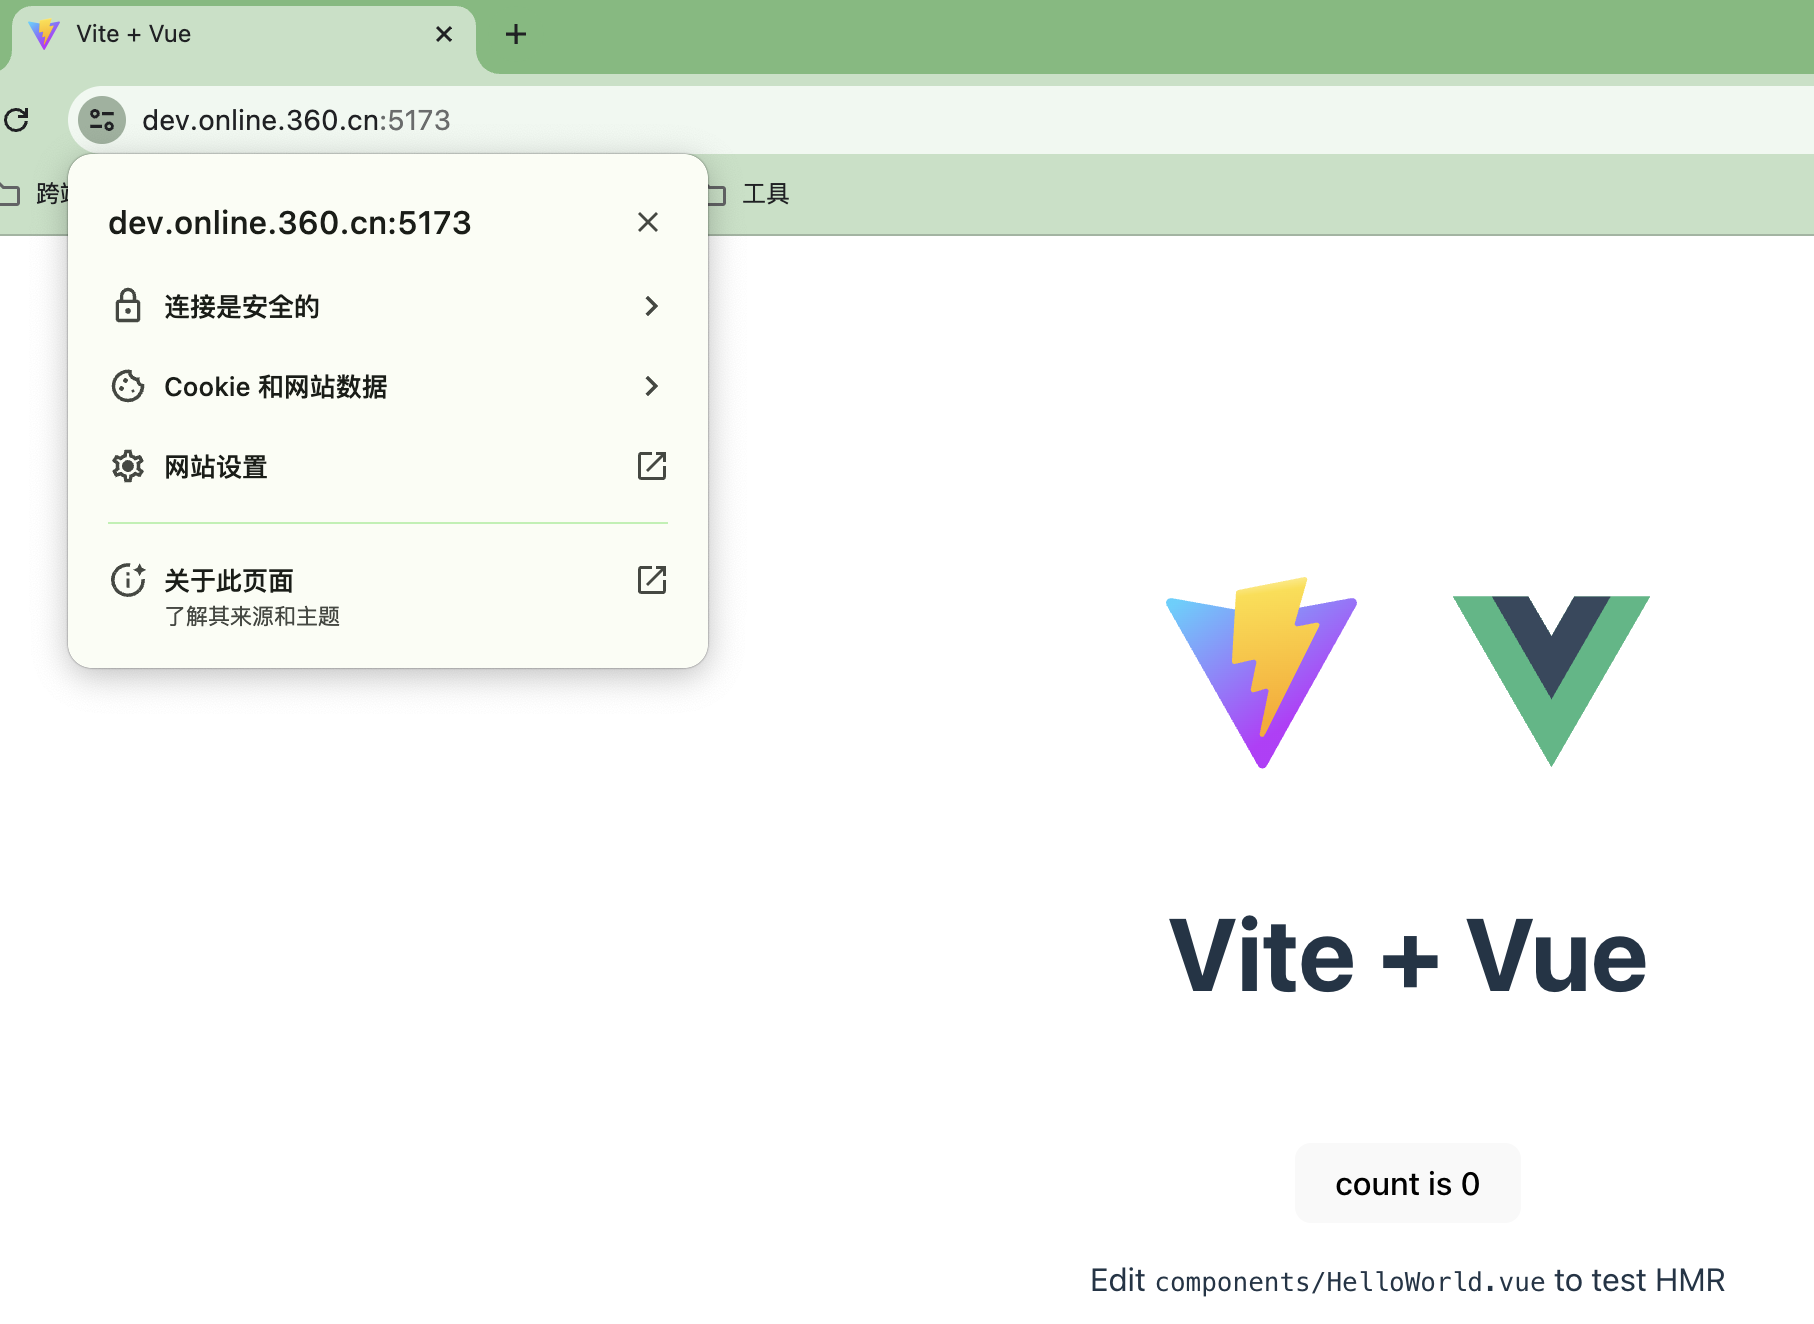 Vite + Vue
dev.online.360.cn:5173
工具
dev.online.360.cn:5173
连接是安全的
Cookie 和网站数据
网站设置
关于此页面
了解其来源和主题
Vite + Vue
count is 0
Edit components/HelloWorld.vue to test HMR